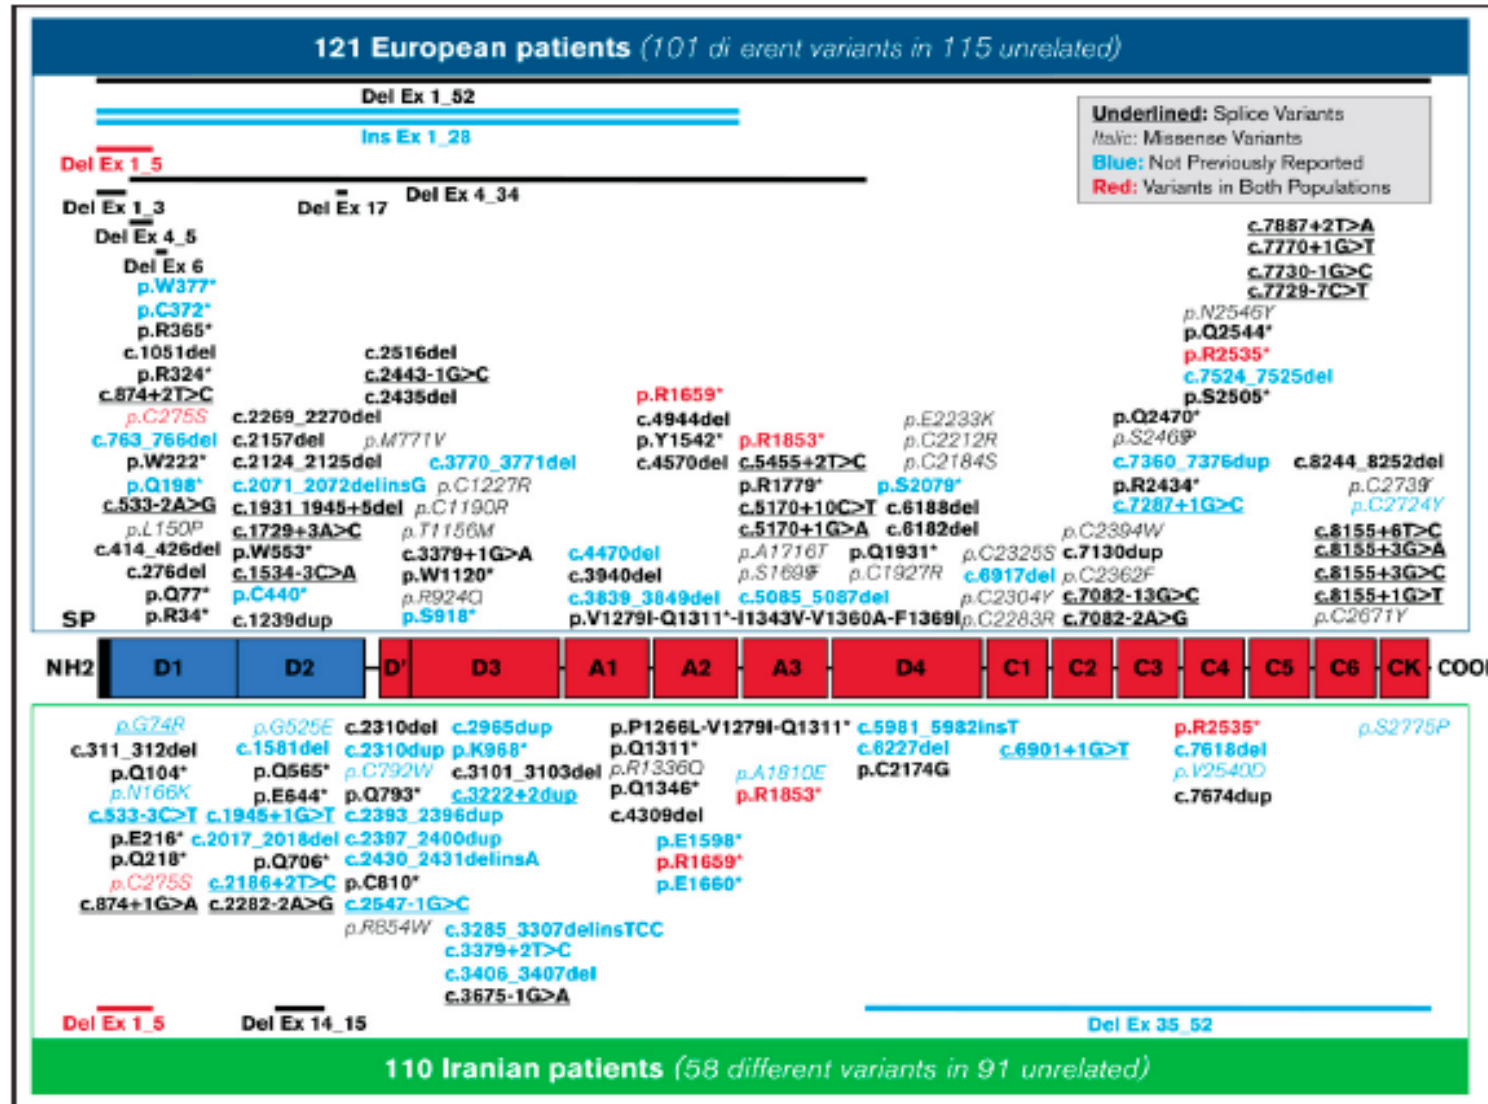 121 European patients (101 di erent variants in 115 unrelated)
Del Ex 1_52
Ins Ex 1_28
Del Ex 1_5
Del Ex 4_34
Del Ex 1_3
Del Ex 17
Del Ex 4_5
Del Ex 6
Underlined: Splice Variants
Italic: Missense Variants
Blue: Not Previously Reported
Red: Variants in Both Populations
p.W377*
p.C372*
p.R365*
c.1051del
p.R324*
c.874+2T>C
p.C275S
c.763_766del
p.W222*
p.Q198*
c.533-2A>G
p.L150P
c.414_426del
c.276del
p.Q77*
p.R34*
c.2269_2270del
c.2157del
c.2124_2125del
c.2071_2072delinsG
c.1931_1945+5del
c.1729+3A>C
p.W553*
c.1534-3C>A
p.C440*
c.1239dup
c.2516del
c.2443-1G>C
c.2435del
p.M771V
c.3770_3771del
p.C1227R
p.C1190R
p.T1156M
c.3379+1G>A
p.W1120*
p.R924Q
p.S918*
p.R1659*
c.4944del
p.Y1542*
c.4570del
c.4470del
c.3940del
c.3839_3849del
p.V1279I-Q1311*-I1343V-V1360A-F1369I
p.R1853*
c.5455+2T>C
p.R1779*
c.5170+10C>T
c.5170+1G>A
p.A1716T
c.5085_5087del
p.E2233K
p.C2212R
p.C2184S
p.S2079*
c.6188del
c.6182del
p.Q1931*
p.C1927R
p.C2325S
c.6917del
p.C2304Y
p.C2283R
p.C2394W
c.7130dup
p.C2362F
c.7082-13G>C
c.7082-2A>G
p.Q2470*
c.7360_7376dup
p.R2434*
c.7287+1G>C
p.N2546Y
p.Q2544*
p.R2535*
c.7524_7525del
p.S2505*
c.7887+2T>A
c.7770+1G>T
c.7730-1G>C
c.7729-7C>T
c.8244_8252del
p.C2739Y
p.C2724Y
c.8155+6T>C
c.8155+3G>A
c.8155+3G>C
c.8155+1G>T
p.C2671Y
SP
NH2 D1 D2 D' D3 A1 A2 A3 D4 C1 C2 C3 C4 C5 C6 CK COO
p.G74R
c.311_312del
p.Q104*
p.N166K
c.533-3C>T
p.E216*
p.Q218*
p.C275S
c.874+1G>A
p.G525E
c.1581del
p.Q565*
p.E644*
c.1945+1G>T
c.2017_2018del
p.Q706*
c.2186+2T>C
c.2282-2A>G
c.2310del
c.2310dup
p.C792W
p.Q793*
c.2393_2396dup
c.2397_2400dup
c.2430_2431delinsA
p.C810*
c.2547-1G>C
p.R854W
c.2965dup
p.K968*
c.3101_3103del
c.3222+2dup
c.3285_3307delinsTCC
c.3379+2T>C
c.3406_3407del
c.3675-1G>A
p.P1266L-V1279I-Q1311*
p.Q1311*
p.R1336Q
p.Q1346*
c.4309del
p.E1598*
p.R1659*
p.E1660*
p.A1810E
p.R1853*
c.5981_5982insT
c.6227del
p.C2174G
c.6901+1G>T
p.R2535*
c.7618del
p.V2540D
c.7674dup
p.S2775P
Del Ex 1_5
Del Ex 14_15
Del Ex 35_52
110 Iranian patients (58 different variants in 91 unrelated)